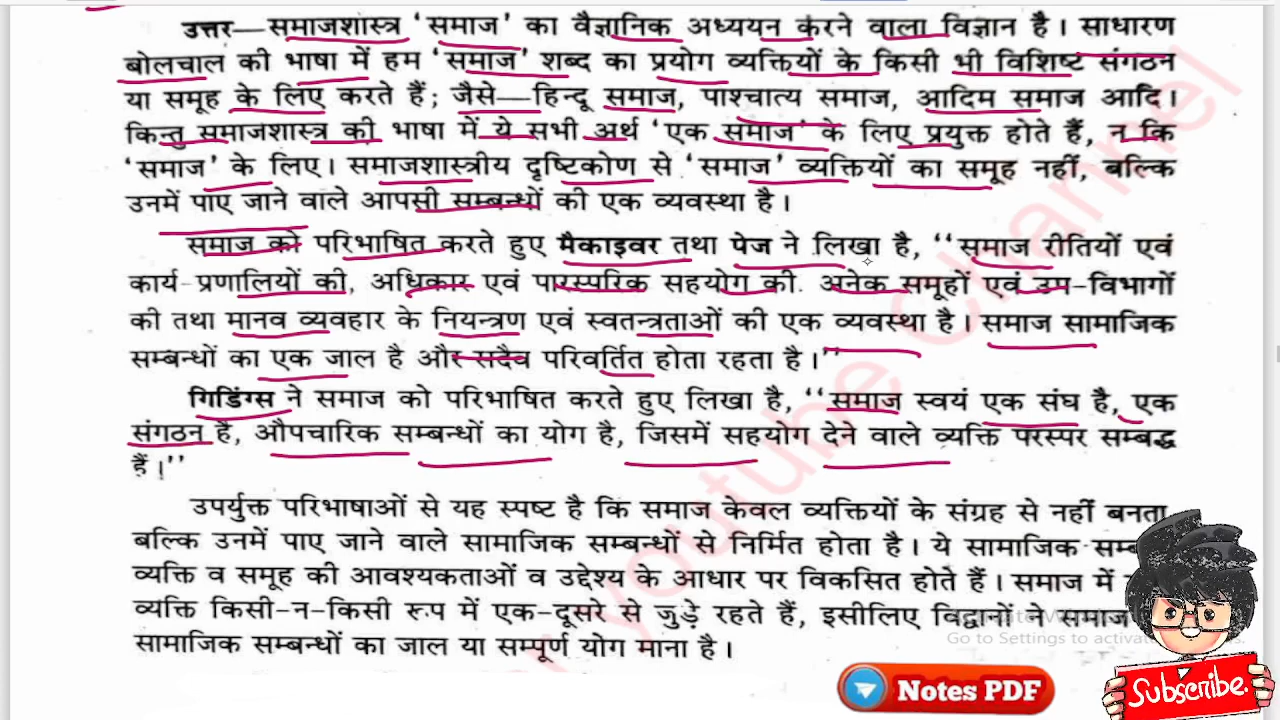 उत्तर—समाजशास्त्र ‘समाज’ का वैज्ञानिक अध्ययन करने वाला विज्ञान है। साधारण
बोलचाल की भाषा में हम ‘समाज’ शब्द का प्रयोग व्यक्तियों के किसी भी विशिष्ट संगठन
या समूह के लिए करते हैं; जैसे—हिन्दू समाज, पाश्चात्य समाज, आदिम समाज आदि।
किन्तु समाजशास्त्र की भाषा में ये सभी अर्थ ‘एक समाज’ के लिए प्रयुक्त होते हैं, न कि
‘समाज’ के लिए। समाजशास्त्रीय दृष्टिकोण से ‘समाज’ व्यक्तियों का समूह नहीं, बल्कि
उनमें पाए जाने वाले आपसी सम्बन्धों की एक व्यवस्था है।
समाज को परिभाषित करते हुए मैकाइवर तथा पेज ने लिखा है, ‘‘समाज रीतियों एवं
कार्य-प्रणालियों की, अधिकार एवं पारस्परिक सहयोग की. अनेक समूहों एवं उप-विभागों
की तथा मानव व्यवहार के नियन्त्रण एवं स्वतन्त्रताओं की एक व्यवस्था है। समाज सामाजिक
सम्बन्धों का एक जाल है और सदैव परिवर्तित होता रहता है।’’
गिडिंग्स ने समाज को परिभाषित करते हुए लिखा है, ‘‘समाज स्वयं एक संघ है, एक
संगठन है, औपचारिक सम्बन्धों का योग है, जिसमें सहयोग देने वाले व्यक्ति परस्पर सम्बद्ध
हैं।’’
उपर्युक्त परिभाषाओं से यह स्पष्ट है कि समाज केवल व्यक्तियों के संग्रह से नहीं बनता
बल्कि उनमें पाए जाने वाले सामाजिक सम्बन्धों से निर्मित होता है। ये सामाजिक
व्यक्ति व समूह की आवश्यकताओं व उद्देश्य के आधार पर विकसित होते हैं। समाज में
व्यक्ति किसी-न-किसी रूप में एक-दूसरे से जुड़े रहते हैं, इसीलिए विद्वानों ने समाज
सामाजिक सम्बन्धों का जाल या सम्पूर्ण योग माना है।
youtube Channel
Go to Settings to activate
Notes PDF
Subscribe.